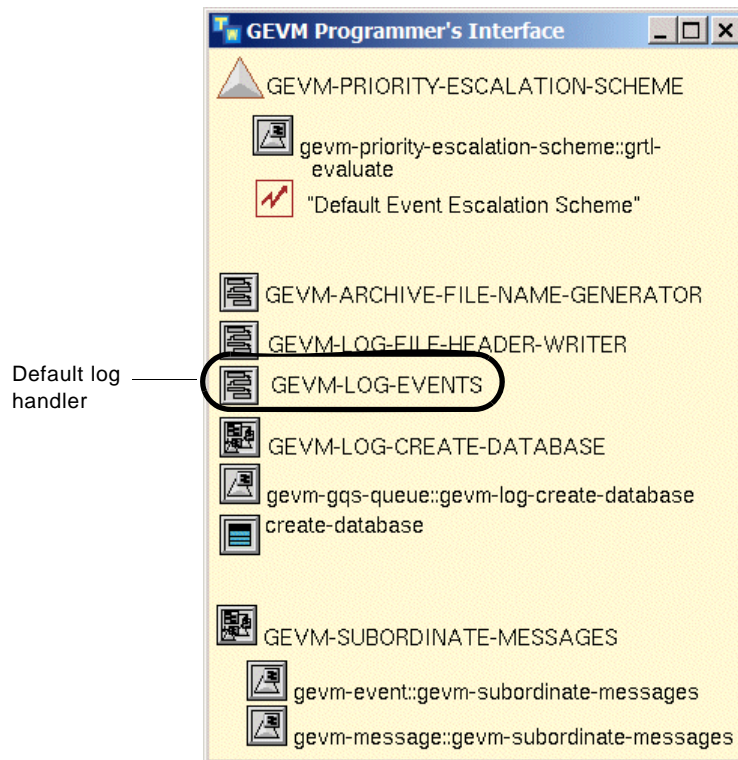 TW GEVM Programmer's Interface
GEVM-PRIORITY-ESCALATION-SCHEME
gevm-priority-escalation-scheme::grtl-
evaluate
"Default Event Escalation Scheme"
GEVM-ARCHIVE-FILE-NAME-GENERATOR
GEVM-LOG-FILE-HEADER-WRITER
Default log
handler
GEVM-LOG-EVENTS
GEVM-LOG-CREATE-DATABASE
gevm-gqs-queue::gevm-log-create-database
create-database
GEVM-SUBORDINATE-MESSAGES
gevm-event::gevm-subordinate-messages
gevm-message::gevm-subordinate-messages